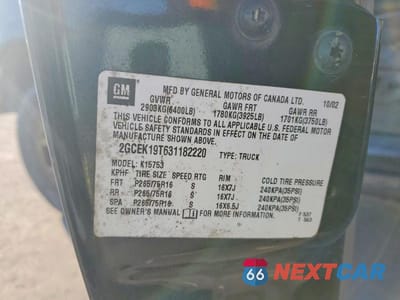 GM
MFD BY GENERAL MOTORS OF CANADA LTD.
10/02
GVWR GAWR FRT GAWR RR
2903KG(6400LB) 1780KG(3925LB) 1701KG(3750LB)
THIS VEHICLE CONFORMS TO ALL APPLICABLE U.S. FEDERAL MOTOR
VEHICLE SAFETY STANDARDS IN EFFECT ON THE DATE OF
MANUFACTURE SHOWN ABOVE.
2GCEK19T631182220 TYPE: TRUCK
MODEL: K15753
KPHF TIRE SIZE SPEED RTG RIM COLD TIRE PRESSURE
FRT P265/75R16 S 16X7J 240KPA(35PSI)
RR P265/75R16 S 16X7J 240KPA(35PSI)
SPA P265/75R16 S 16X6.5J 240KPA(35PSI)
SEE OWNER'S MANUAL
66 NEXTCAR